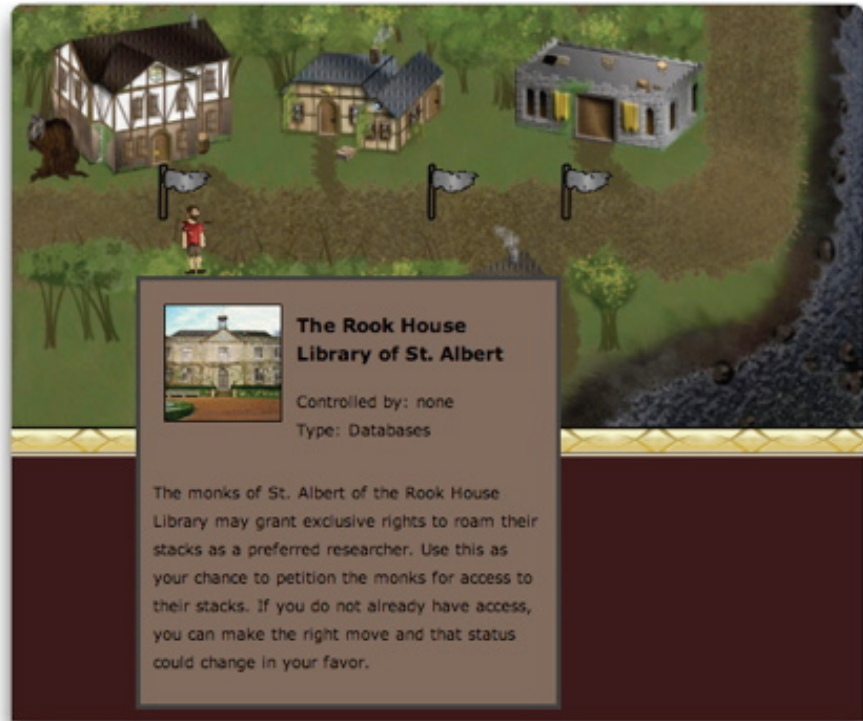 The Rook House
Library of St. Albert
Controlled by: none
Type: Databases
The monks of St. Albert of the Rook House
Library may grant exclusive rights to roam their
stacks as a preferred researcher. Use this as
your chance to petition the monks for access to
their stacks. If you do not already have access,
you can make the right move and that status
could change in your favor.